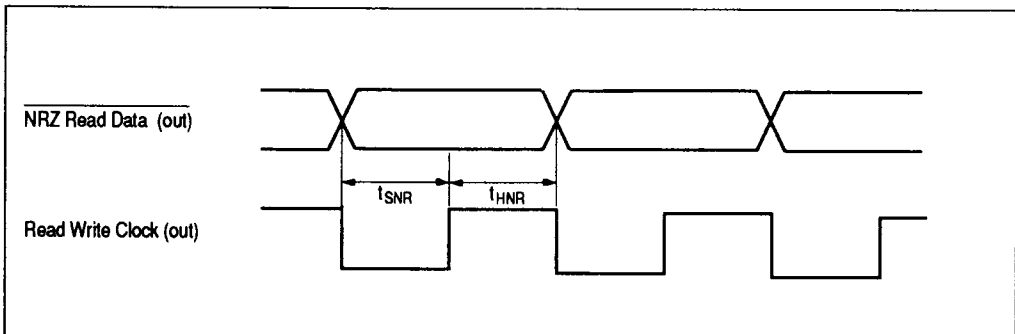 NRZ Read Data (out)
tSNR
tHNR
Read Write Clock (out)